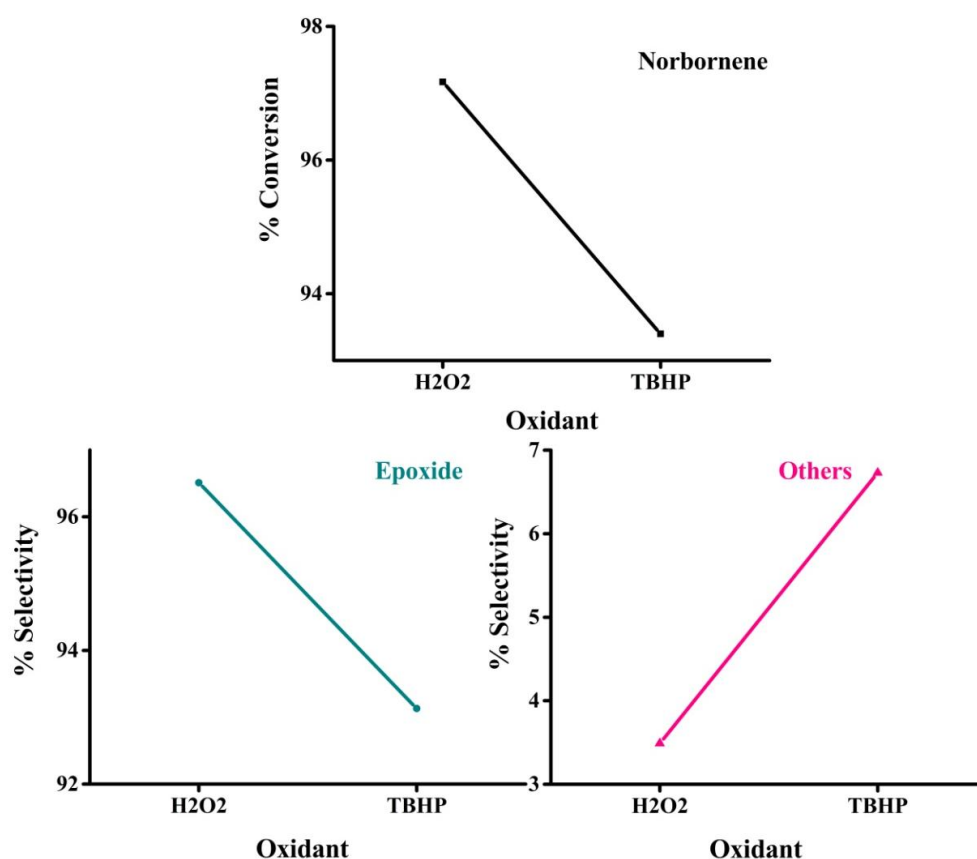 98
Norbornene
% Conversion
96
94
H2O2
TBHP
Oxidant
Epoxide
% Selectivity
96
94
92
H2O2
TBHP
Oxidant
7
Others
% Selectivity
6
5
4
3
H2O2
TBHP
Oxidant